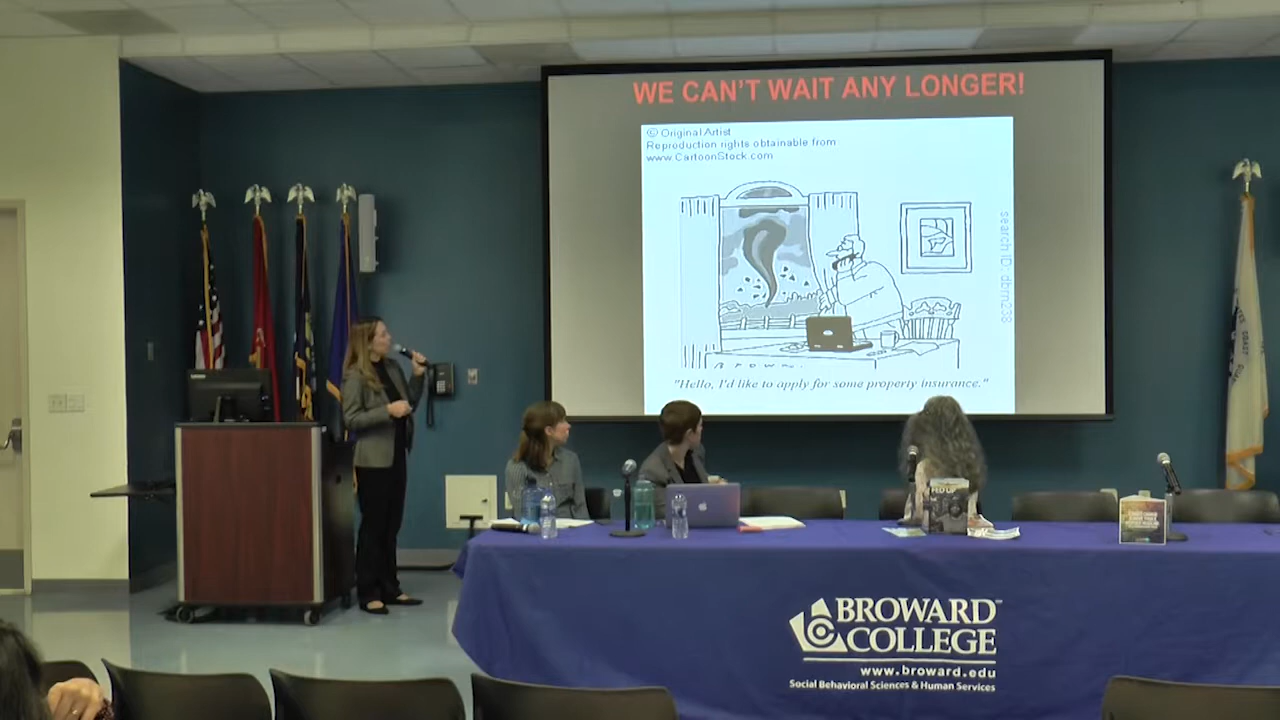 WE CAN'T WAIT ANY LONGER!
© Original Artist
Reproduction rights obtainable from
www.CartoonStock.com
search ID: dbrn238
BROWN
"Hello, I'd like to apply for some property insurance."
BROWARD
COLLEGE
www.broward.edu
Social Behavioral Sciences & Human Services